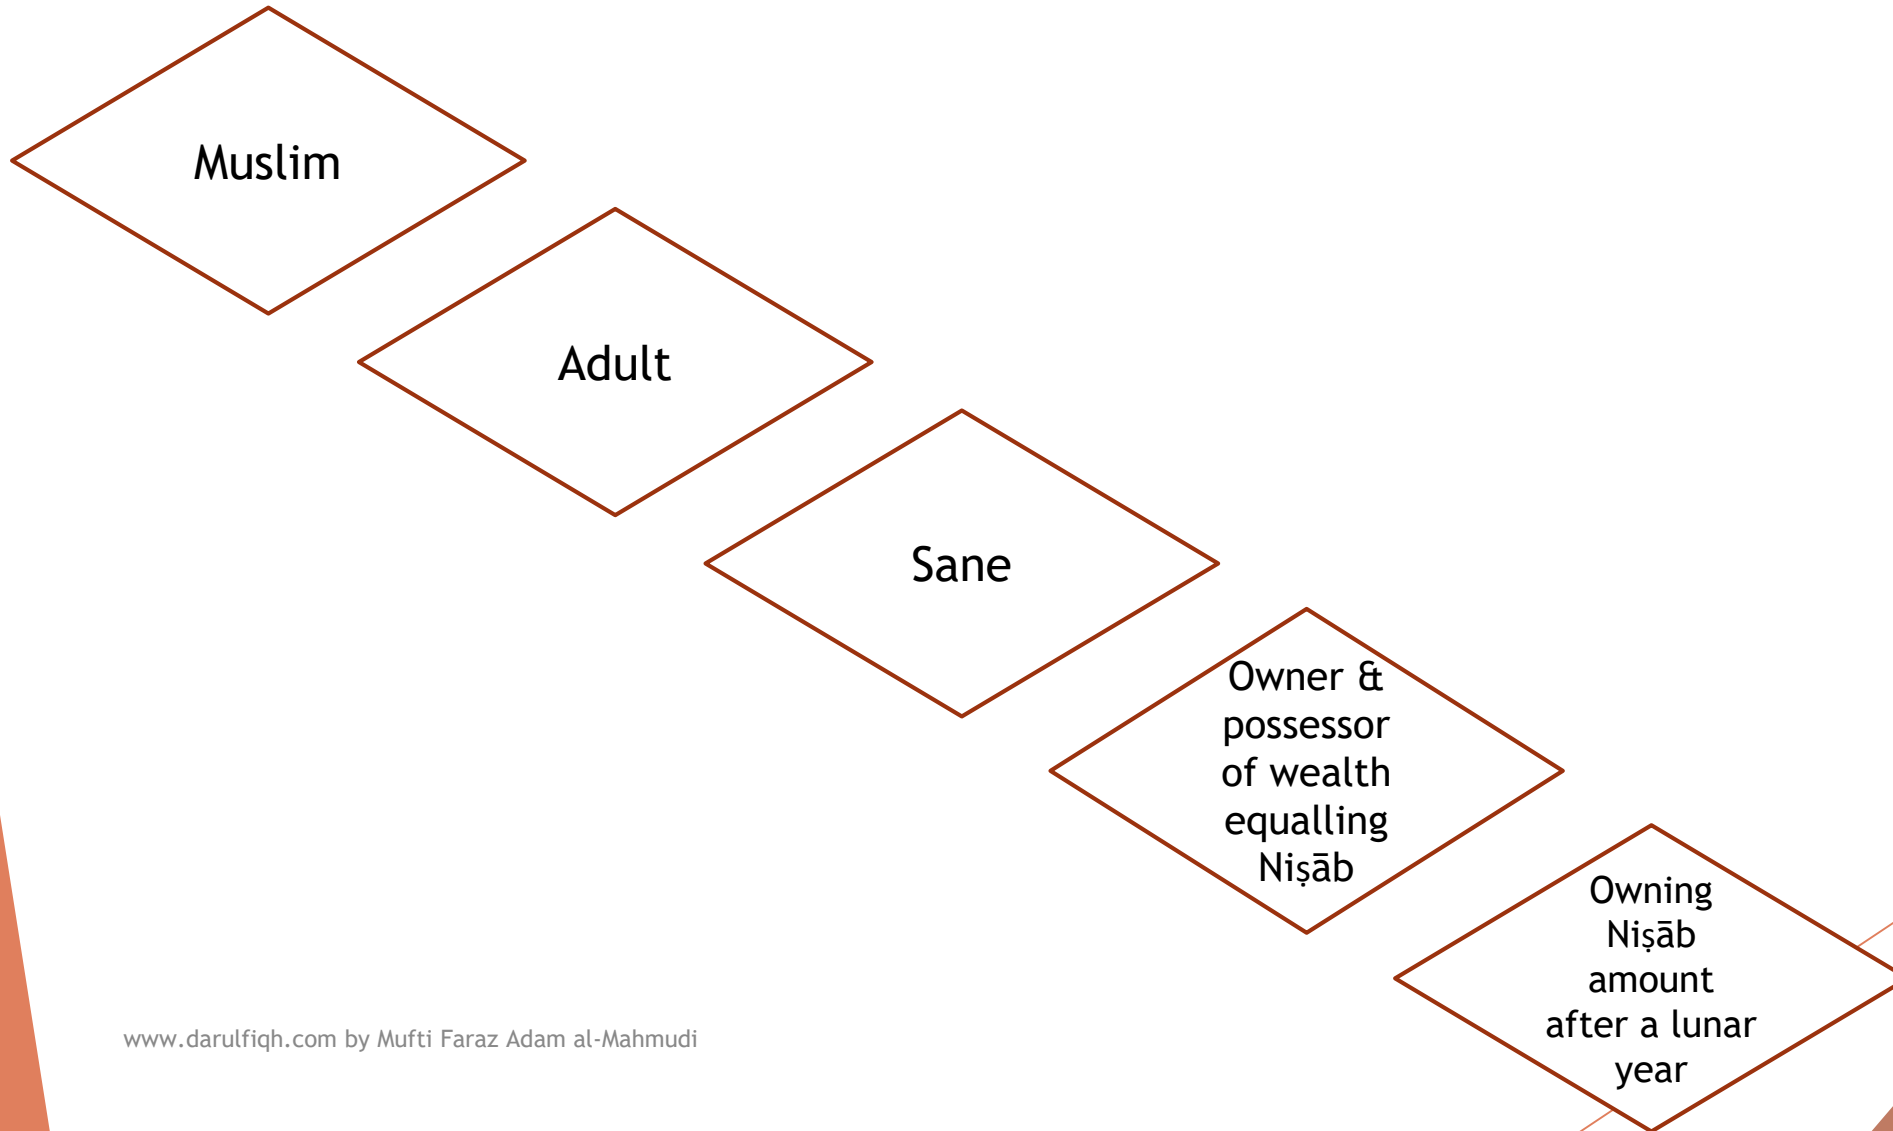 Muslim
Adult
Sane
Owner &
possessor
of wealth
equalling
Niṣāb
Owning
Niṣāb
amount
after a lunar
year
www.darulfiqh.com by Mufti Faraz Adam al-Mahmudi